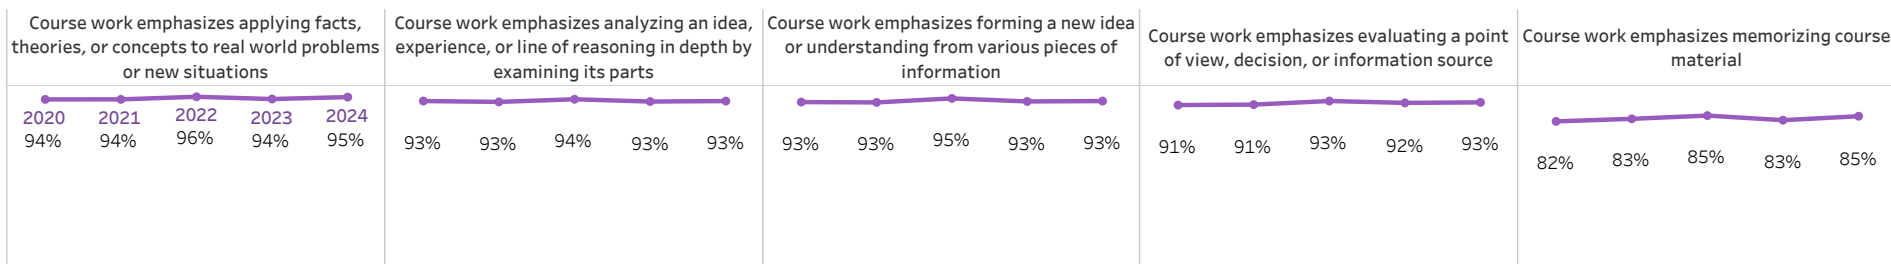 Course work emphasizes applying facts,
theories, or concepts to real world problems
or new situations
Course work emphasizes analyzing an idea,
experience, or line of reasoning in depth by
examining its parts
Course work emphasizes forming a new idea
or understanding from various pieces of
information
Course work emphasizes evaluating a point
of view, decision, or information source
Course work emphasizes memorizing course
material
2020 2021 2022 2023 2024
94% 94% 96% 94% 95%
93% 93% 94% 93% 93%
93% 93% 95% 93% 93%
91% 91% 93% 92% 93%
82% 83% 85% 83% 85%